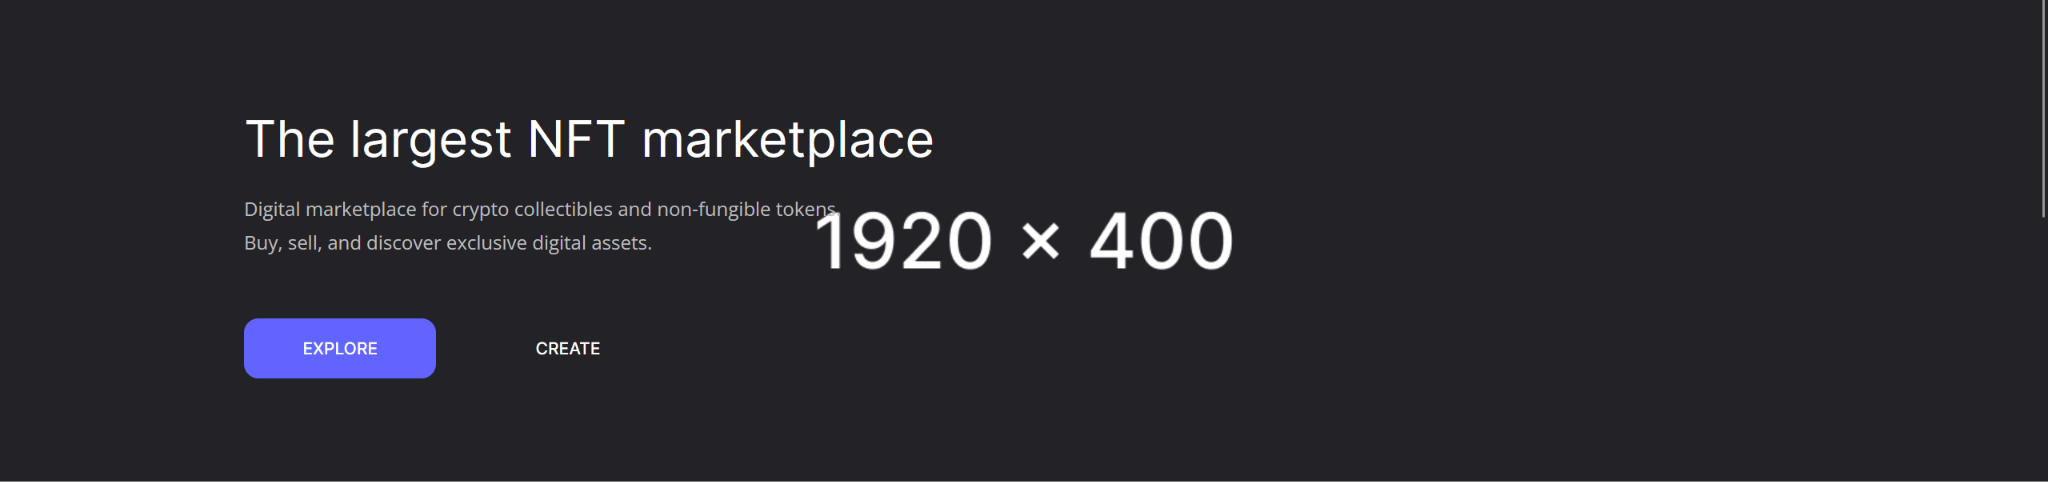 The largest NFT marketplace
Digital marketplace for crypto collectibles and non-fungible tokens.
Buy, sell, and discover exclusive digital assets.
1920 × 400
EXPLORE
CREATE